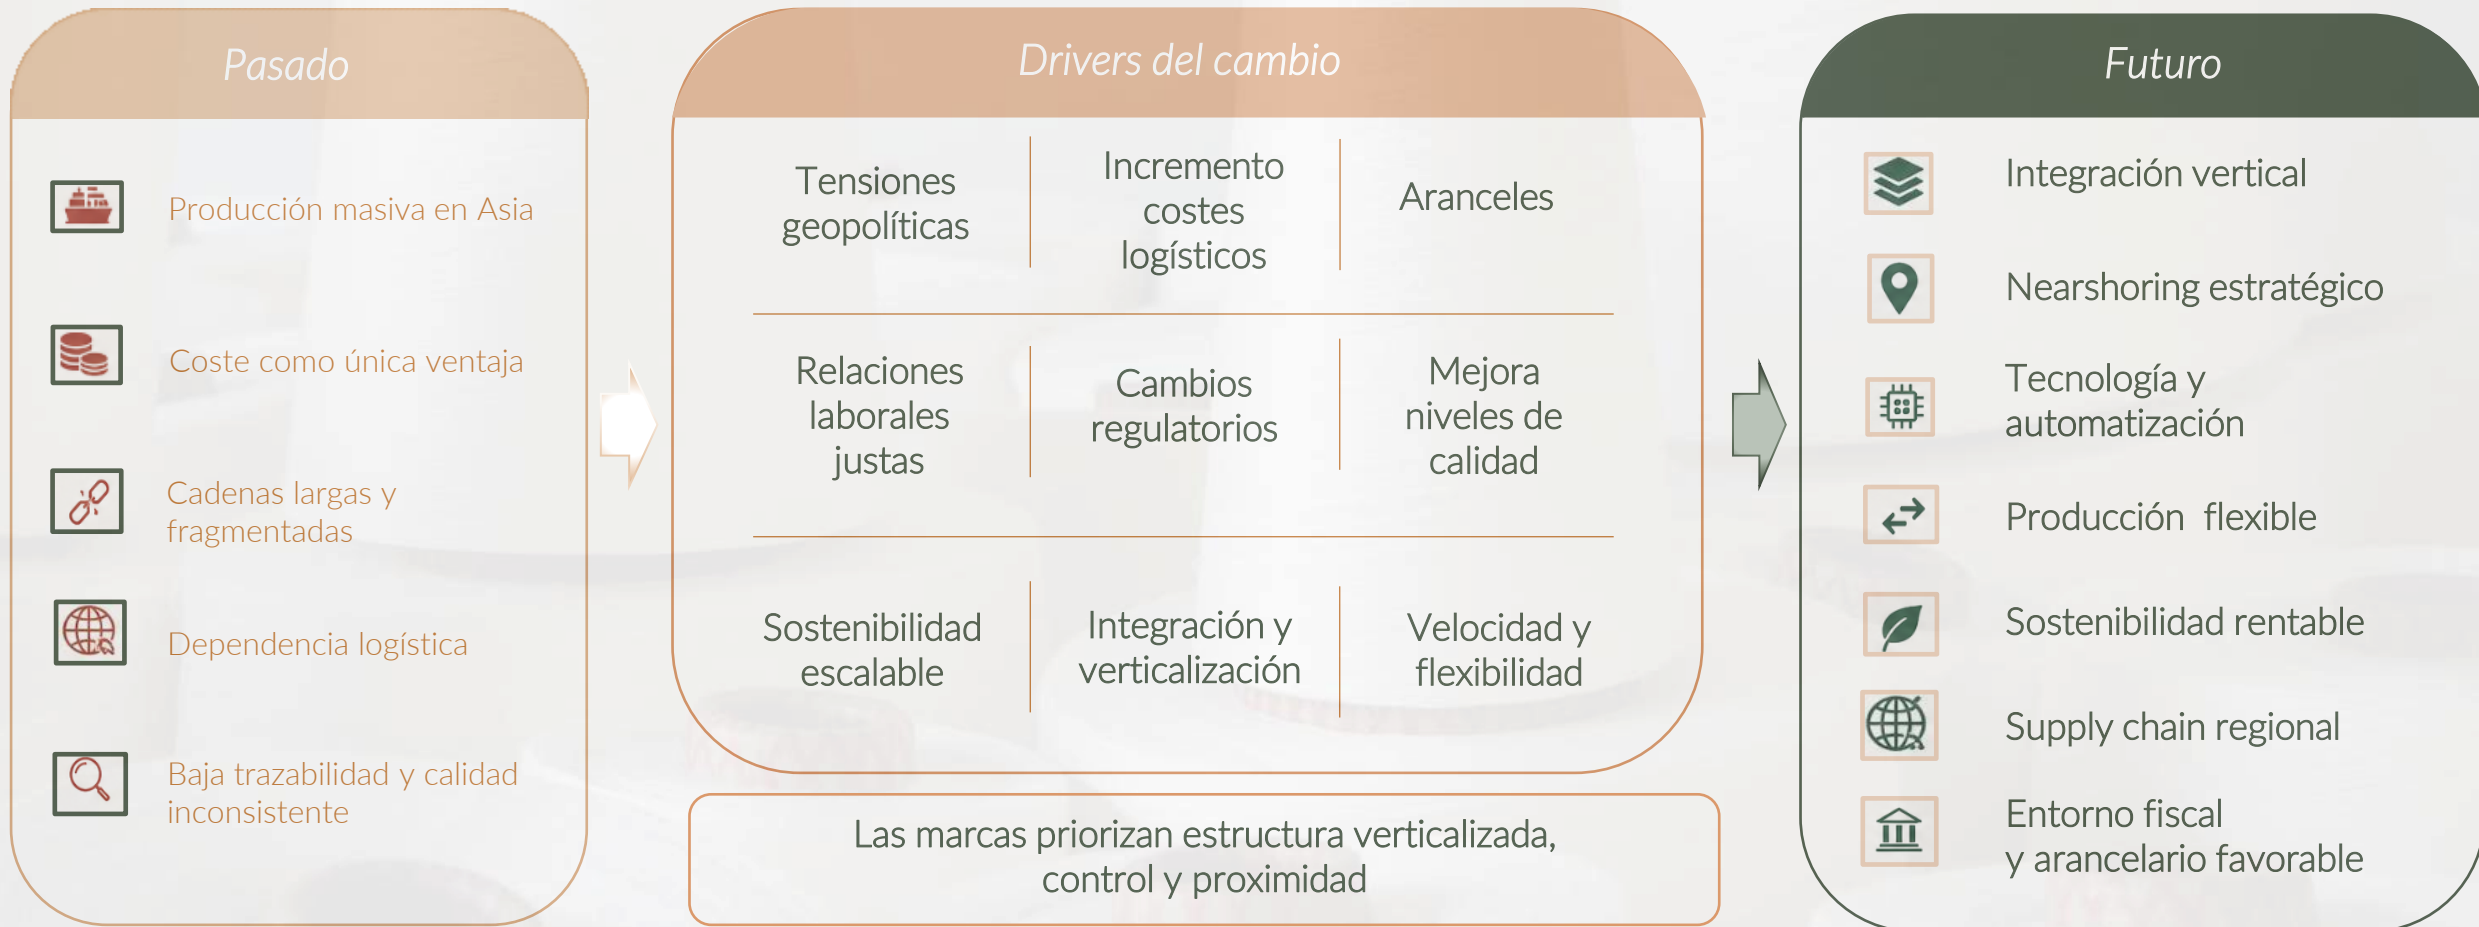 Pasado
Producción masiva en Asia
Coste como única ventaja
Cadenas largas y
fragmentadas
Dependencia logística
Baja trazabilidad y calidad
inconsistente
Drivers del cambio
Tensiones
geopolíticas
Incremento
costes
logísticos
Aranceles
Relaciones
laborales
justas
Cambios
regulatorios
Mejora
niveles de
calidad
Sostenibilidad
escalable
Integración y
verticalización
Velocidad y
flexibilidad
Las marcas priorizan estructura verticalizada,
control y proximidad
Futuro
Integración vertical
Nearshoring estratégico
Tecnología y
automatización
Producción  flexible
Sostenibilidad rentable
Supply chain regional
Entorno fiscal
y arancelario favorable